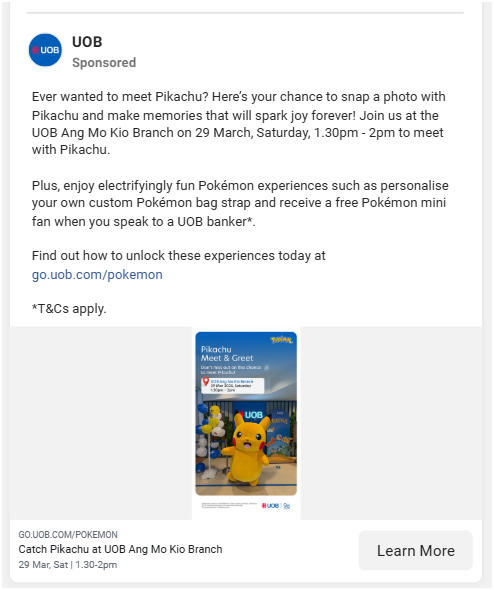 UOB
UOB
Sponsored
Ever wanted to meet Pikachu? Here’s your chance to snap a photo with
Pikachu and make memories that will spark joy forever! Join us at the
UOB Ang Mo Kio Branch on 29 March, Saturday, 1.30pm - 2pm to meet
with Pikachu.
Plus, enjoy electrifyingly fun Pokémon experiences such as personalise
your own custom Pokémon bag strap and receive a free Pokémon mini
fan when you speak to a UOB banker*.
Find out how to unlock these experiences today at
go.uob.com/pokemon
*T&Cs apply.
Pokémon
Pikachu
Meet & Greet
Don't miss out on the chance
to meet Pikachu!
UOB Ang Mo Kio Branch
29 Mar 2025, Saturday
1.30pm - 2pm
UOB
UOB
GO.UOB.COM/POKEMON
Catch Pikachu at UOB Ang Mo Kio Branch
29 Mar, Sat | 1.30-2pm
Learn More